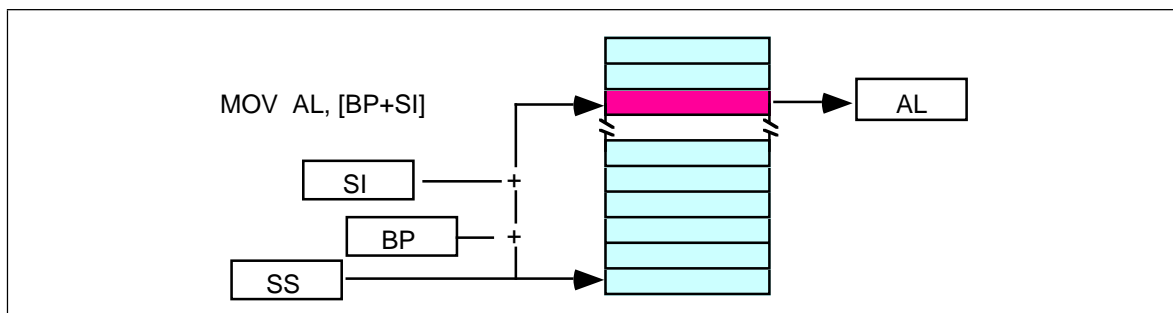 MOV AL, [BP+SI]
AL
SI
+
BP
+
SS